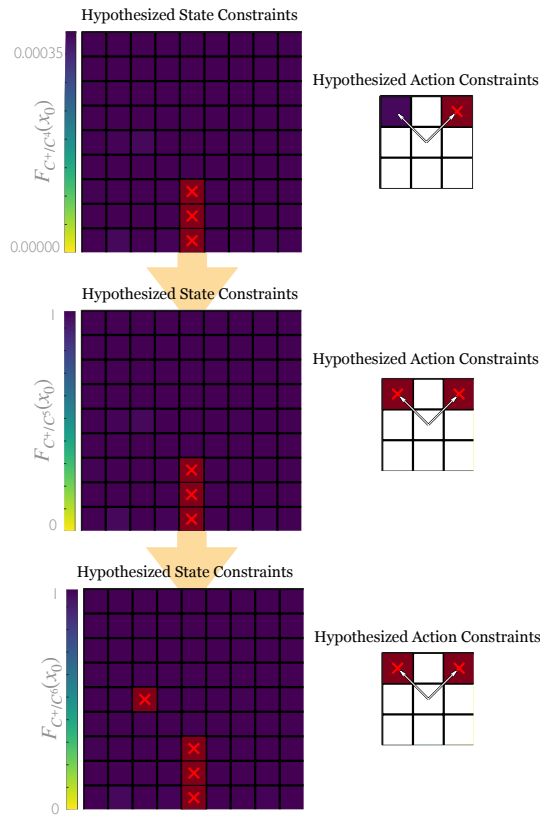 Hypothesized State Constraints
0.00035
F_{C^+/C^4}(x_0)
0.00000
Hypothesized Action Constraints
Hypothesized State Constraints
1
F_{C^+/C^5}(x_0)
0
Hypothesized Action Constraints
Hypothesized State Constraints
1
F_{C^+/C^6}(x_0)
0
Hypothesized Action Constraints